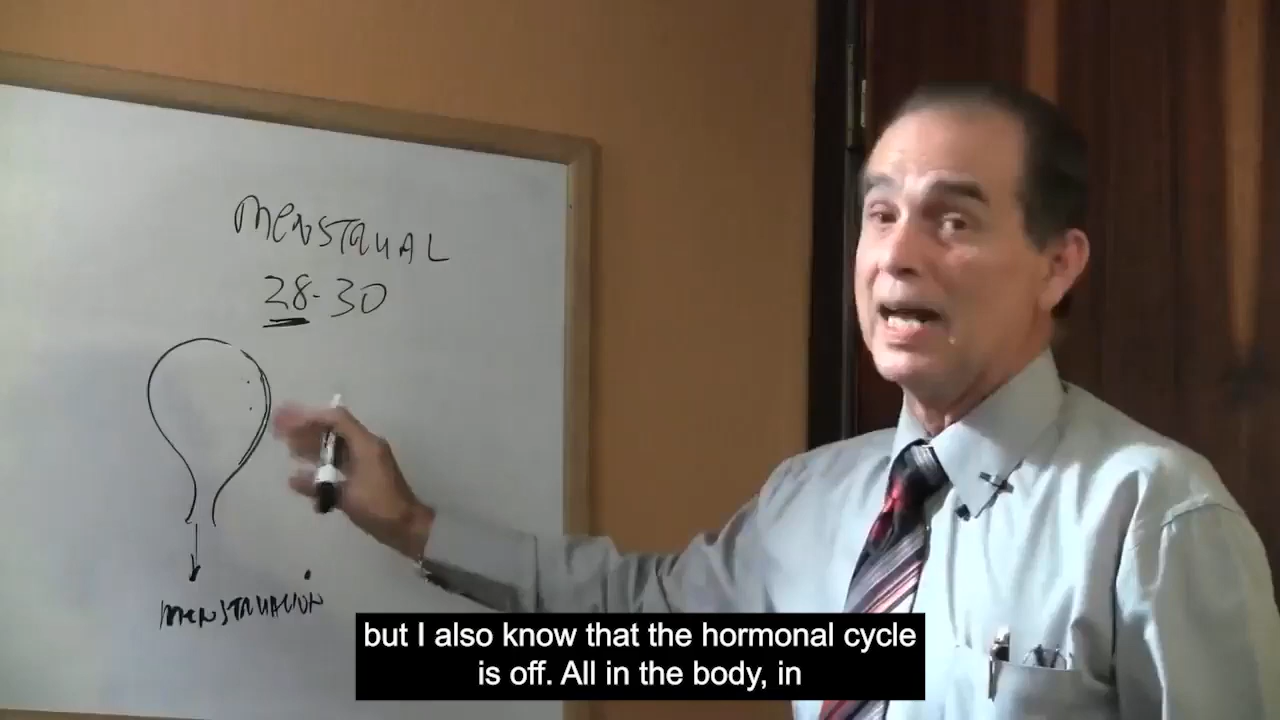 MENSTRUAL
28-30
MENSTRUACIÓN
but I also know that the hormonal cycle
is off. All in the body, in